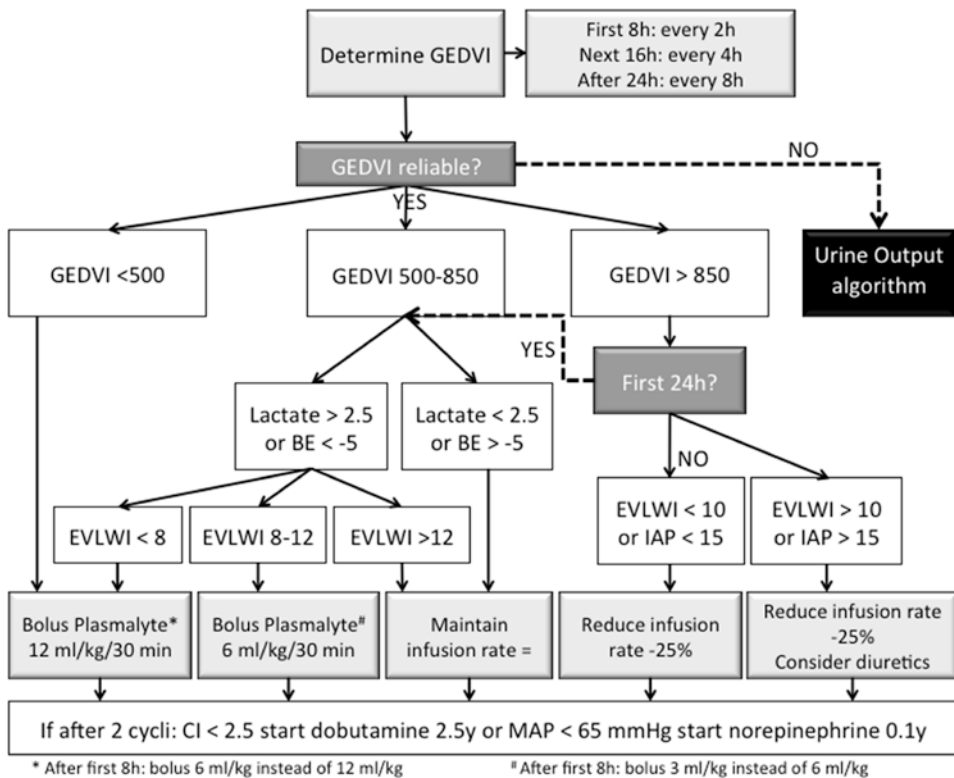 Determine GEDVI
First 8h: every 2h
Next 16h: every 4h
After 24h: every 8h
GEDVI reliable?
NO
YES
GEDVI <500
GEDVI 500-850
GEDVI > 850
Urine Output
algorithm
YES
First 24h?
Lactate > 2.5
or BE < -5
Lactate < 2.5
or BE > -5
NO
EVLWI < 8
EVLWI 8-12
EVLWI >12
EVLWI < 10
or IAP < 15
EVLWI > 10
or IAP > 15
Bolus Plasmalyte*
12 ml/kg/30 min
Bolus Plasmalyte#
6 ml/kg/30 min
Maintain
infusion rate =
Reduce infusion
rate -25%
Reduce infusion rate
-25%
Consider diuretics
If after 2 cycli: CI < 2.5 start dobutamine 2.5y or MAP < 65 mmHg start norepinephrine 0.1y
* After first 8h: bolus 6 ml/kg instead of 12 ml/kg
# After first 8h: bolus 3 ml/kg instead of 6 ml/kg